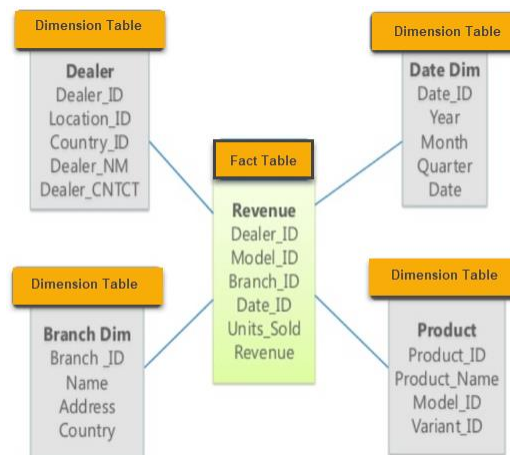 Dimension Table
Dealer
Dealer_ID
Location_ID
Country_ID
Dealer_NM
Dealer_CNTCT
Dimension Table
Date Dim
Date_ID
Year
Month
Quarter
Date
Fact Table
Revenue
Dealer_ID
Model_ID
Branch_ID
Date_ID
Units_Sold
Revenue
Dimension Table
Branch Dim
Branch _ID
Name
Address
Country
Dimension Table
Product
Product_ID
Product_Name
Model_ID
Variant_ID